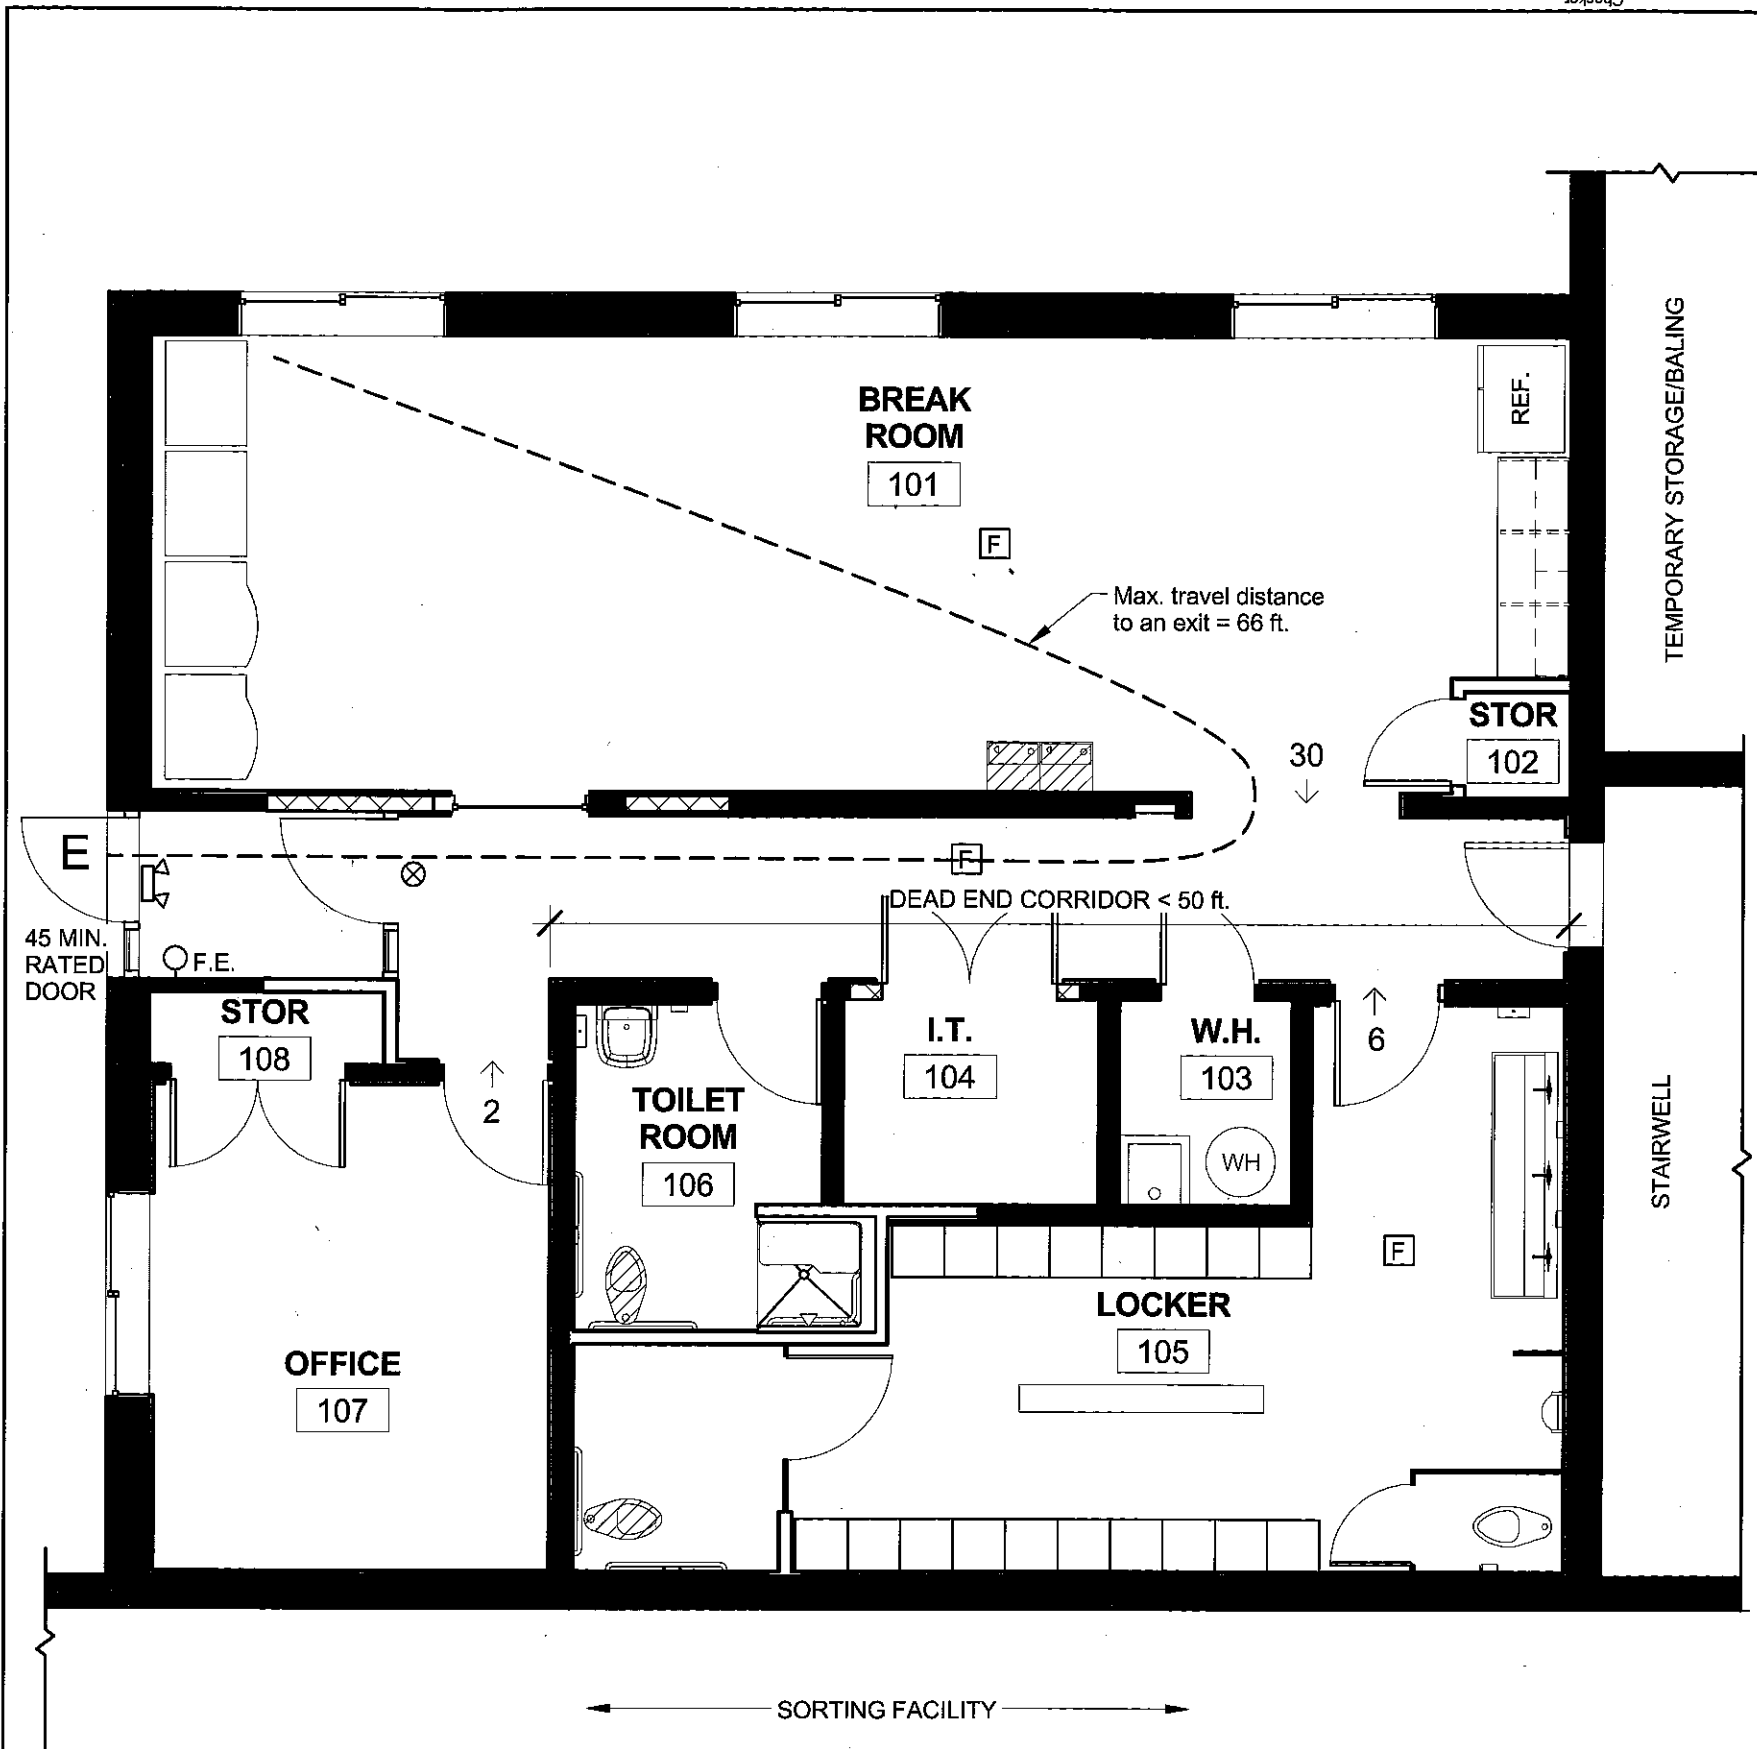 Checker
BREAK
ROOM
101
REF.
TEMPORARY STORAGE/BALING
F
Max. travel distance
to an exit = 66 ft.
STOR
102
30
E
F
DEAD END CORRIDOR < 50 ft.
45 MIN.
RATED
DOOR
F.E.
STOR
108
2
TOILET
ROOM
106
I.T.
104
W.H.
103
WH
6
STAIRWELL
F
LOCKER
105
OFFICE
107
SORTING FACILITY